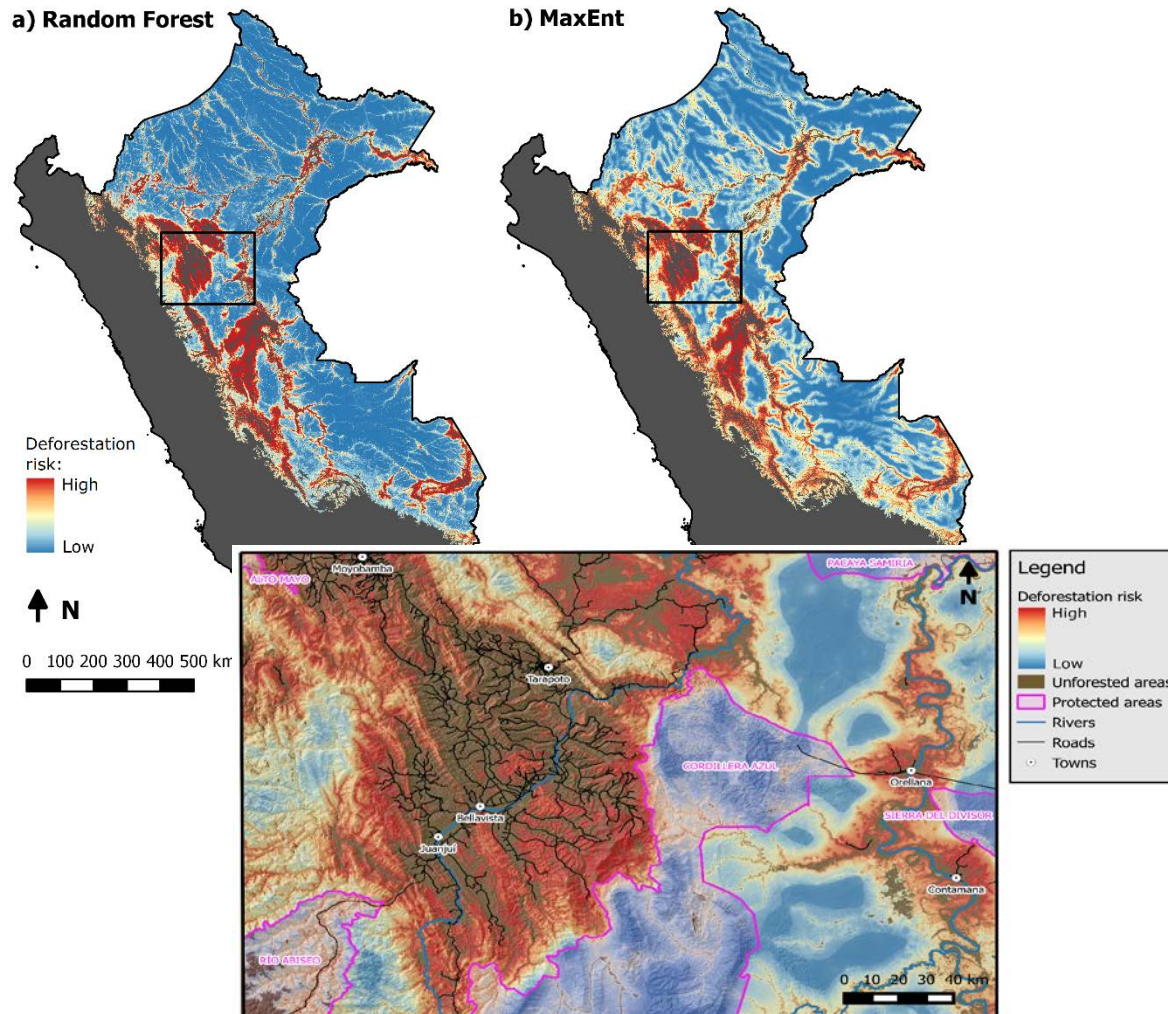 a) Random Forest
b) MaxEnt
Deforestation
risk:
High
Low
N
0 100 200 300 400 500 km
ALTO MAYO
Moyobamba
PACAYA SAMIRIA
N
Tarapoto
CORDILLERA AZUL
Orellana
Bellavista
SIERRA DEL DIVISOR
Juanjuí
Contamana
RÍO ABISEO
0 10 20 30 40 km
Legend
Deforestation risk
High
Low
Unforested areas
Protected areas
Rivers
Roads
Towns